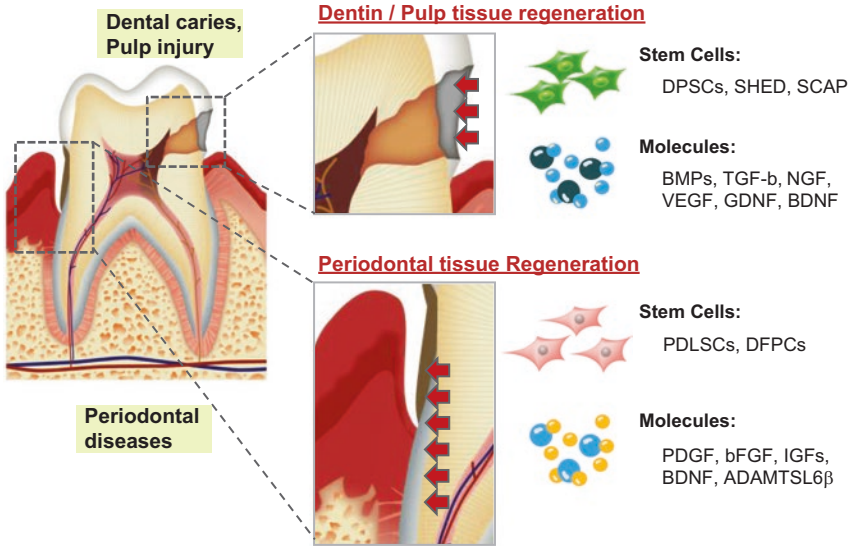 Dental caries,
Pulp injury
Dentin / Pulp tissue regeneration
Stem Cells:
DPSCs, SHED, SCAP
Molecules:
BMPs, TGF-b, NGF,
VEGF, GDNF, BDNF
Periodontal tissue Regeneration
Stem Cells:
PDLSCs, DFPCs
Periodontal
diseases
Molecules:
PDGF, bFGF, IGFs,
BDNF, ADAMTSL6β